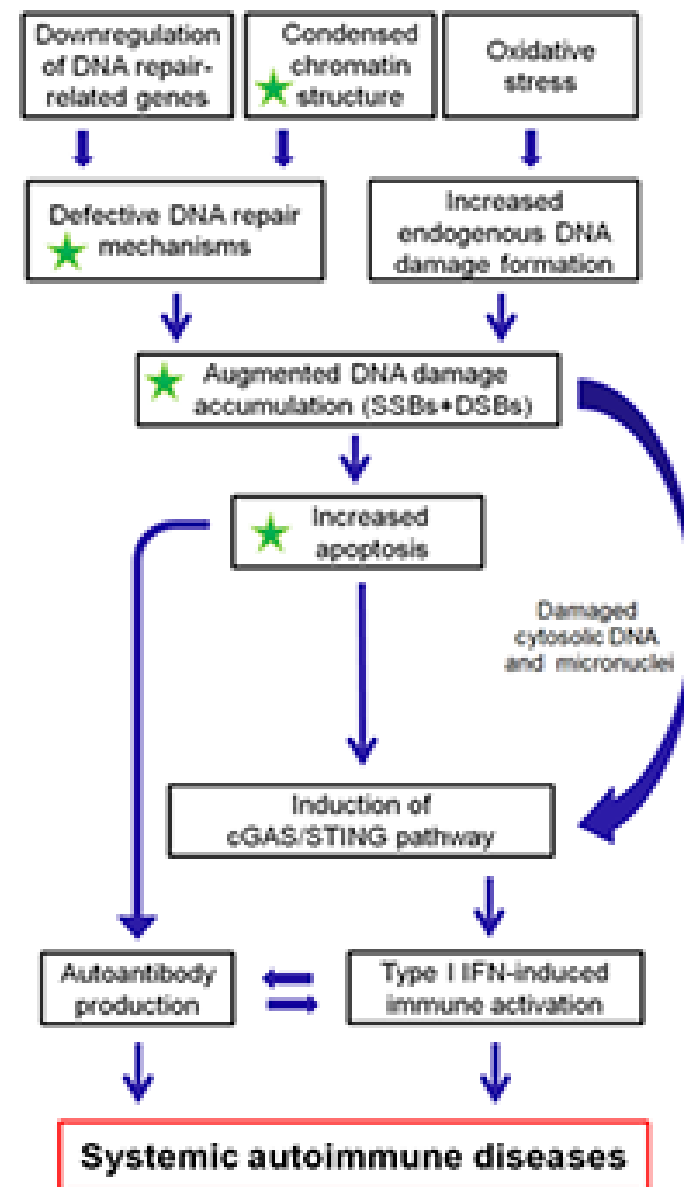 Downregulation
of DNA repair-
related genes
Condensed
chromatin
structure
Oxidative
stress
Defective DNA repair
mechanisms
Increased
endogenous DNA
damage formation
Augmented DNA damage
accumulation (SSBs+DSBs)
Increased
apoptosis
Damaged
cytosolic DNA
and micronuclei
Induction of
cGAS/STING pathway
Autoantibody
production
Type I IFN-induced
immune activation
Systemic autoimmune diseases